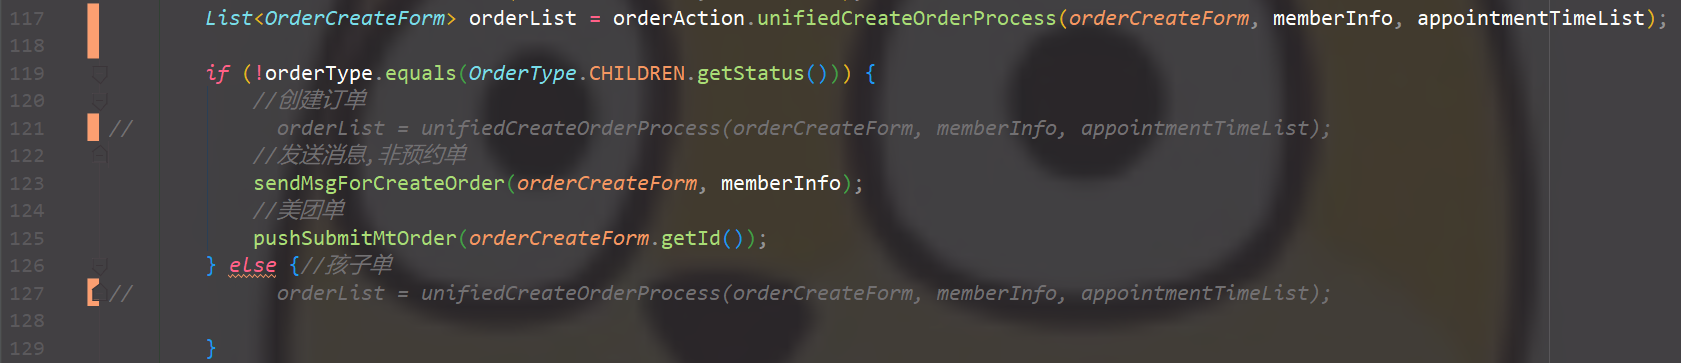 117 List<OrderCreateForm> orderList = orderAction.unifiedCreateOrderProcess(orderCreateForm, memberInfo, appointmentTimeList);
118
119 if (!orderType.equals(OrderType.CHILDREN.getStatus())) {
120 //创建订单
121 // orderList = unifiedCreateOrderProcess(orderCreateForm, memberInfo, appointmentTimeList);
122 //发送消息,非预约单
123 sendMsgForCreateOrder(orderCreateForm, memberInfo);
124 //美团单
125 pushSubmitMtOrder(orderCreateForm.getId());
126 } else {//孩子单
127 // orderList = unifiedCreateOrderProcess(orderCreateForm, memberInfo, appointmentTimeList);
128
129 }